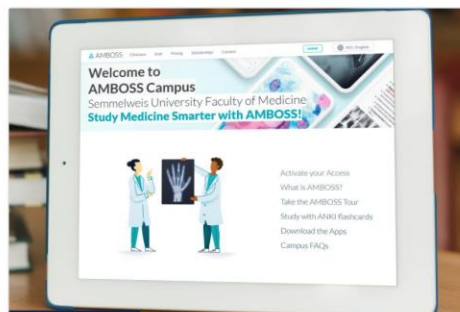 AMBOSS
Pricing
Welcome to
AMBOSS Campus
Semmelweis University Faculty of Medicine
Study Medicine Smarter with AMBOSS!
Activate your Access
What is AMBOSS?
Take the AMBOSS Tour
Study with ANKI flashcards
Download the Apps
Campus FAQs